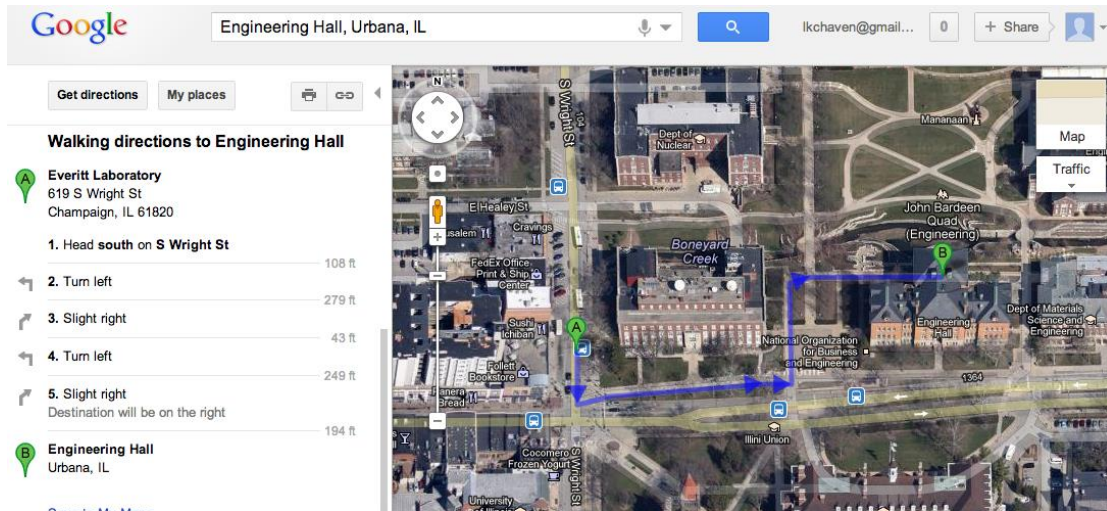 Google
Engineering Hall, Urbana, IL
lkchaven@gmail...
0
+ Share
Get directions
My places
Walking directions to Engineering Hall
A
Everitt Laboratory
619 S Wright St
Champaign, IL 61820
1. Head south on S Wright St
108 ft
2. Turn left
279 ft
3. Slight right
43 ft
4. Turn left
249 ft
5. Slight right
Destination will be on the right
194 ft
B
Engineering Hall
Urbana, IL
N
S Wright St
104
Dept of
Nuclear
Mananaan
Map
Traffic
E Healey St
Cravings
FedEx Office
Print & Ship
Center
Boneyard
Creek
John Bardeen
Quad
(Engineering)
B
Sushi
Ichiban
A
Follett
Bookstore
Panera
Bread
National Organization
for Business
and Engineering
Engineering
Hall
Dept of Materials
Science and
Engineering
1364
Illini Union
Cocomero
Frozen Yogurt
S Wright St
University